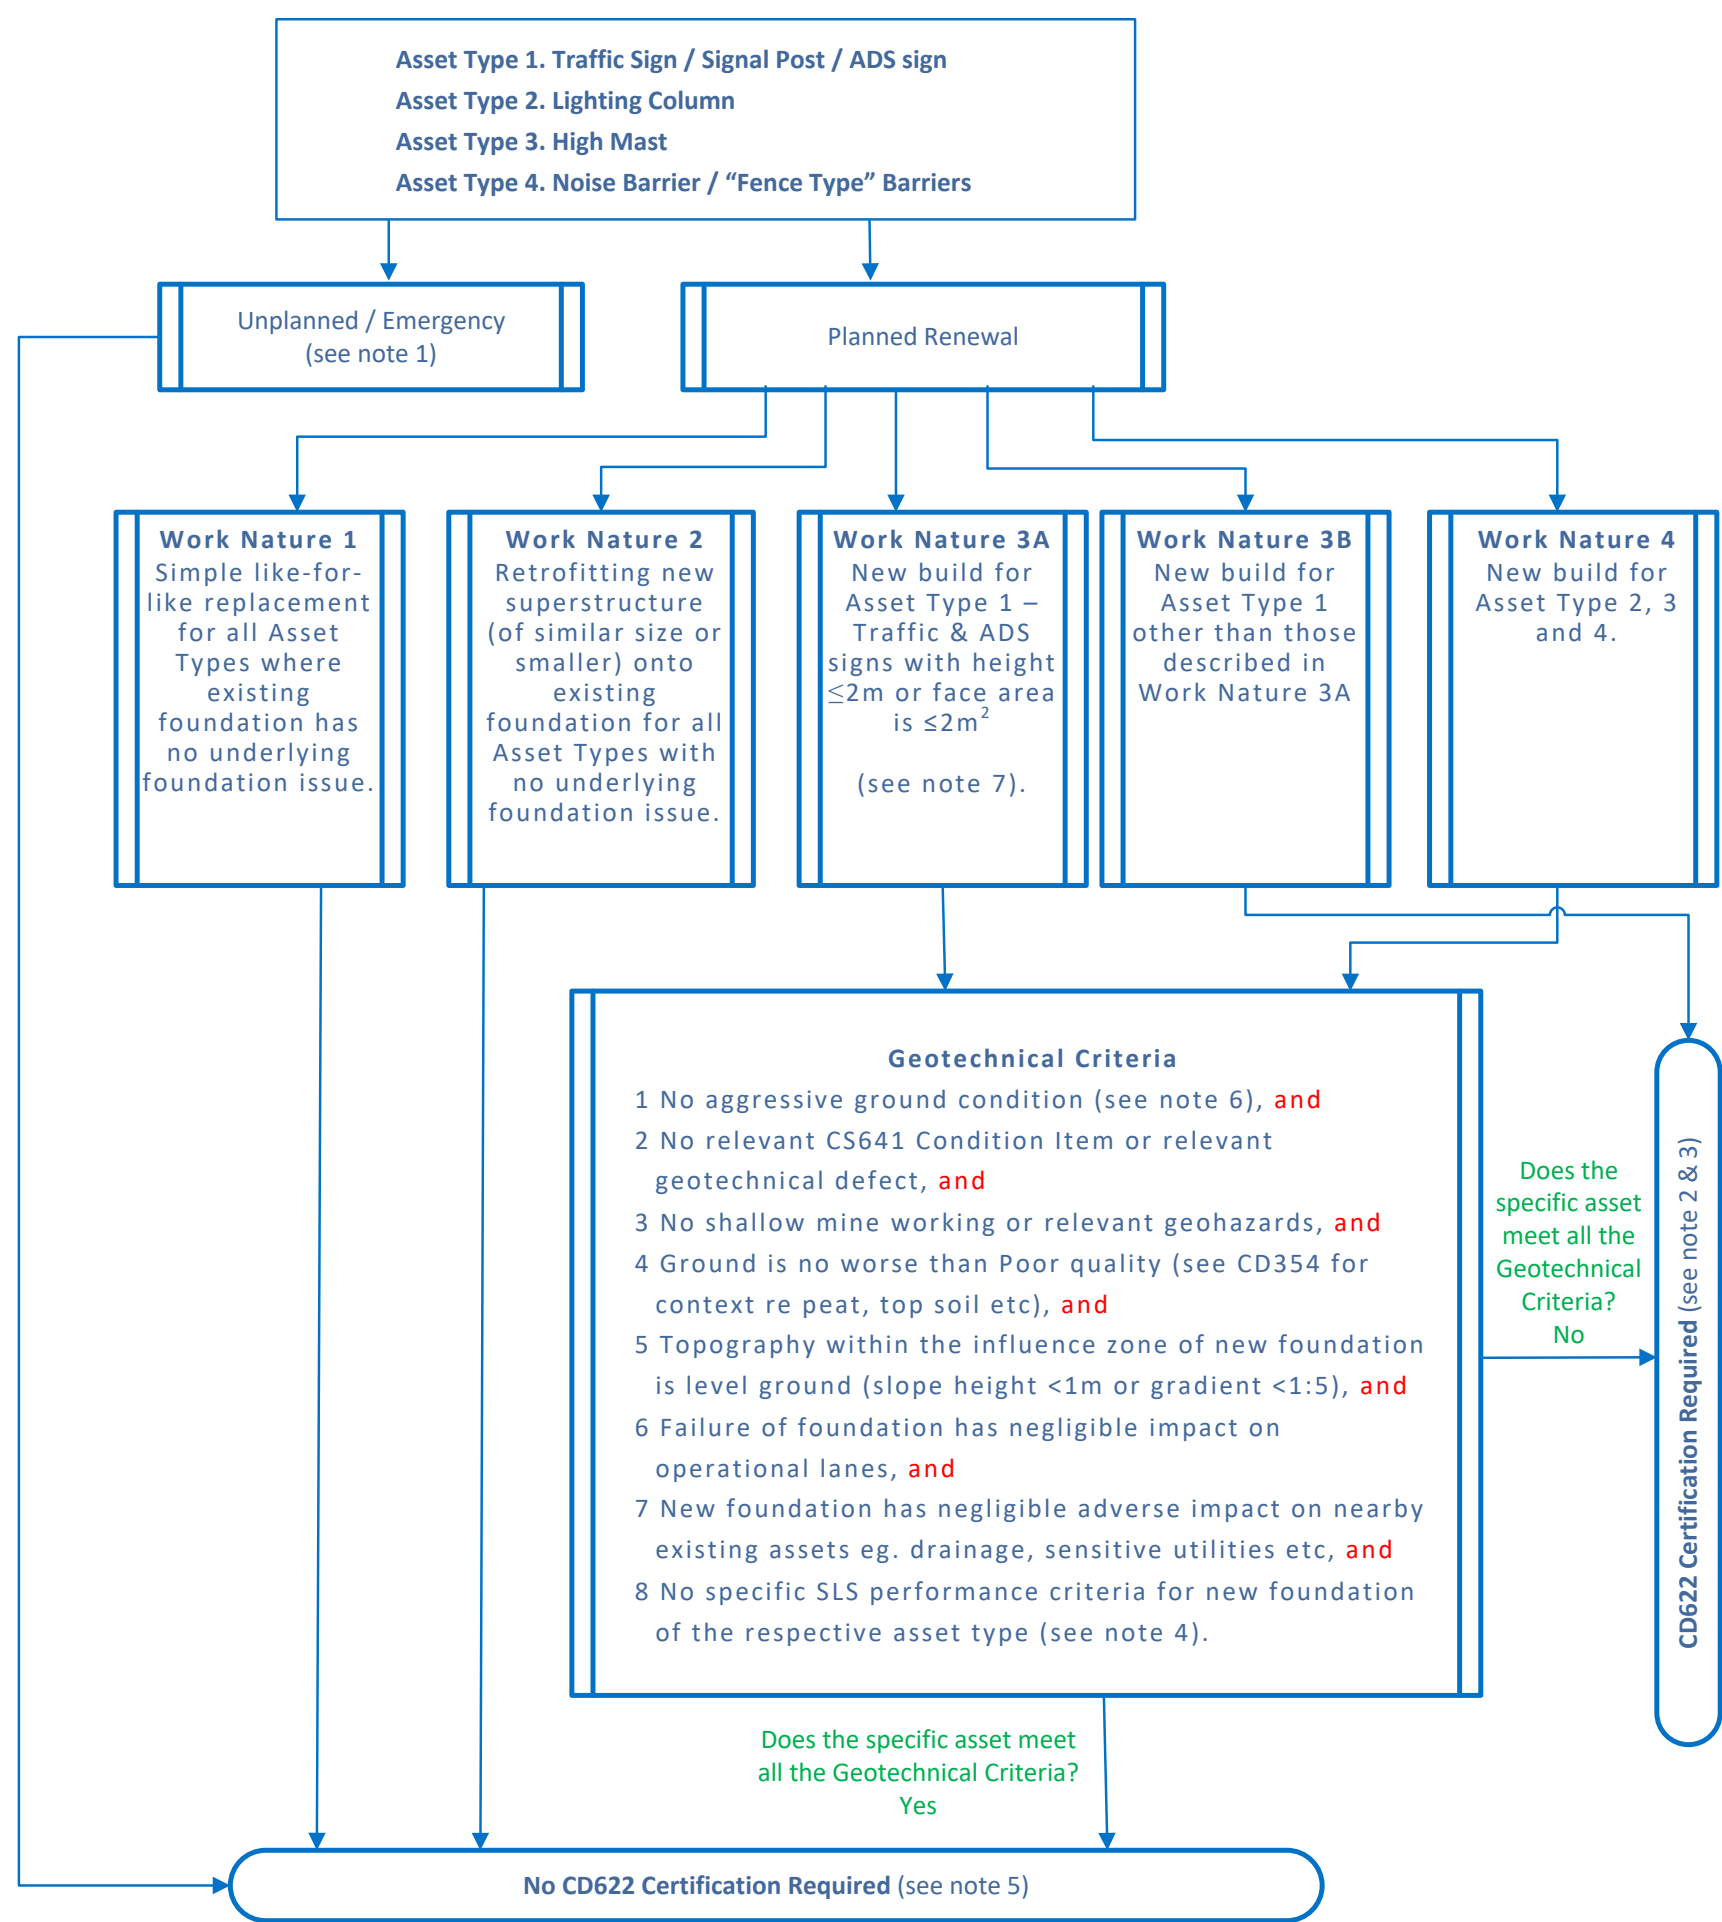 Asset Type 1. Traffic Sign / Signal Post / ADS sign
Asset Type 2. Lighting Column
Asset Type 3. High Mast
Asset Type 4. Noise Barrier / “Fence Type” Barriers
Unplanned / Emergency
(see note 1)
Planned Renewal
Work Nature 1
Simple like-for-
like replacement
for all Asset
Types where
existing
foundation has
no underlying
foundation issue.
Work Nature 2
Retrofitting new
superstructure
(of similar size or
smaller) onto
existing
foundation for all
Asset Types with
no underlying
foundation issue.
Work Nature 3A
New build for
Asset Type 1 –
Traffic & ADS
signs with height
≤2m or face area
is ≤2m²
(see note 7).
Work Nature 3B
New build for
Asset Type 1
other than those
described in
Work Nature 3A
Work Nature 4
New build for
Asset Type 2, 3
and 4.
Geotechnical Criteria
1 No aggressive ground condition (see note 6), and
2 No relevant CS641 Condition Item or relevant
geotechnical defect, and
3 No shallow mine working or relevant geohazards, and
4 Ground is no worse than Poor quality (see CD354 for
context re peat, top soil etc), and
5 Topography within the influence zone of new foundation
is level ground (slope height <1m or gradient <1:5), and
6 Failure of foundation has negligible impact on
operational lanes, and
7 New foundation has negligible adverse impact on nearby
existing assets eg. drainage, sensitive utilities etc, and
8 No specific SLS performance criteria for new foundation
of the respective asset type (see note 4).
Does the
specific asset
meet all the
Geotechnical
Criteria?
No
CD622 Certification Required (see note 2 & 3)
Does the specific asset meet
all the Geotechnical Criteria?
Yes
No CD622 Certification Required (see note 5)